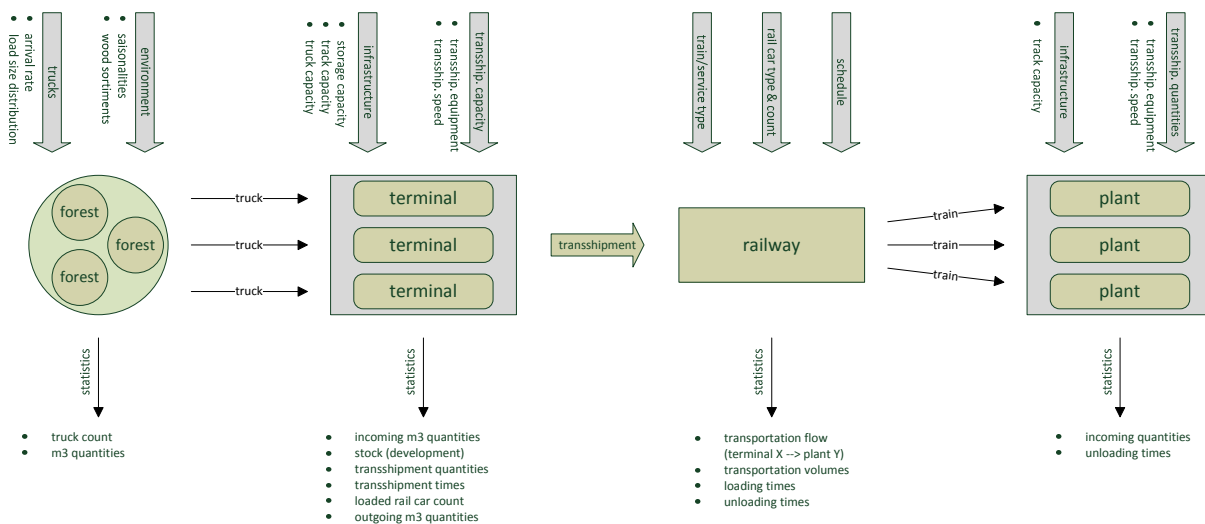 trucks
arrival rate
load size distribution
environment
saisonalities
wood sortiments
infrastructure
storage capacity
track capacity
truck capacity
transship. capacity
transship. equipment
transship. speed
train/service type
rail car type & count
schedule
infrastructure
track capacity
transship. quantities
transship. equipment
transship. speed
forest
forest
forest
truck
truck
truck
terminal
terminal
terminal
transshipment
railway
train
train
train
plant
plant
plant
statistics
statistics
statistics
statistics
• truck count
• m3 quantities
• incoming m3 quantities
• stock (development)
• transshipment quantities
• transshipment times
• loaded rail car count
• outgoing m3 quantities
• transportation flow
(terminal X --> plant Y)
• transportation volumes
• loading times
• unloading times
• incoming quantities
• unloading times